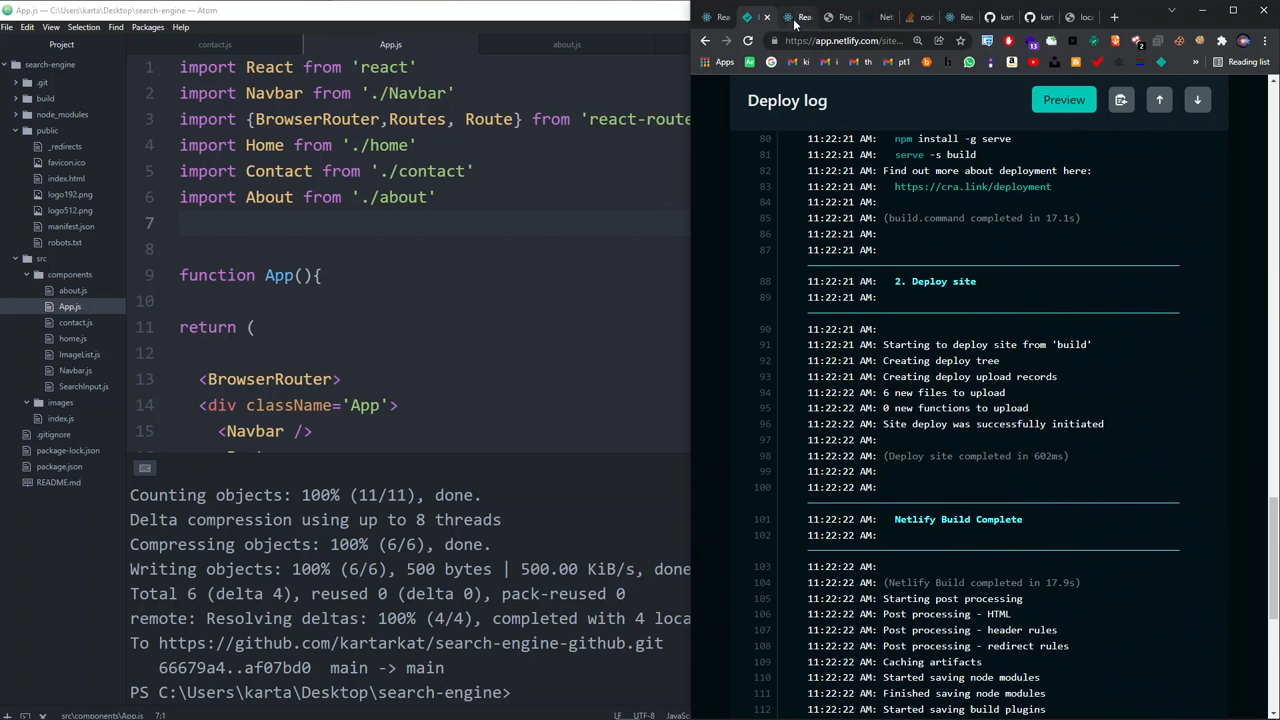 App.js — C:\Users\karta\Desktop\search-engine — Atom
File Edit View Selection Find Packages
Project
search-engine
.git
build
node_modules
public
_redirects
favicon.ico
index.html
logo192.png
logo512.png
manifest.json
robots.txt
src
components
about.js
App.js
contact.js
home.js
ImageList.js
Navbar.js
SearchInput.js
images
index.js
.gitignore
package-lock.json
package.json
README.md
contact.js App.js about.js
1 import React from 'react'
2 import Navbar from './Navbar'
3 import {BrowserRouter,Routes, Route} from 'react-route
4 import Home from './home'
5 import Contact from './contact'
6 import About from './about'
7
8
9 function App(){
10
11 return (
12
13 <BrowserRouter>
14 <div className='App'>
15 <Navbar />
Counting objects: 100% (11/11), done.
Delta compression using up to 8 threads
Compressing objects: 100% (6/6), done.
Writing objects: 100% (6/6), 500 bytes | 500.00 KiB/s, done
Total 6 (delta 4), reused 0 (delta 0), pack-reused 0
remote: Resolving deltas: 100% (4/4), completed with 4 loca
To https://github.com/kartarkat/search-engine-github.git
66679a4..af07bd0 main -> main
PS C:\Users\karta\Desktop\search-engine>
src\components\App.js 7:1 LF UTF-8 JavaSc
Rea Rea Pag Net nod Rea kart kart loca
https://app.netlify.com/site...
Apps ki i th pt1 Reading list
Deploy log
Preview
80 11:22:21 AM: npm install -g serve
81 11:22:21 AM: serve -s build
82 11:22:21 AM: Find out more about deployment here:
83 11:22:21 AM: https://cra.link/deployment
84 11:22:21 AM:
85 11:22:21 AM: (build.command completed in 17.1s)
86 11:22:21 AM:
87 11:22:21 AM:
88 11:22:21 AM: 2. Deploy site
89 11:22:21 AM:
90 11:22:21 AM:
91 11:22:21 AM: Starting to deploy site from 'build'
92 11:22:21 AM: Creating deploy tree
93 11:22:21 AM: Creating deploy upload records
94 11:22:21 AM: 6 new files to upload
95 11:22:21 AM: 0 new functions to upload
96 11:22:21 AM: Site deploy was successfully initiated
97 11:22:21 AM:
98 11:22:21 AM: (Deploy site completed in 602ms)
99 11:22:21 AM:
100 11:22:21 AM:
101 11:22:22 AM: Netlify Build Complete
102 11:22:22 AM:
103 11:22:22 AM:
104 11:22:22 AM: (Netlify Build completed in 17.9s)
105 11:22:22 AM: Starting post processing
106 11:22:22 AM: Post processing - HTML
107 11:22:22 AM: Post processing - header rules
108 11:22:22 AM: Post processing - redirect rules
109 11:22:22 AM: Caching artifacts
110 11:22:22 AM: Started saving node modules
111 11:22:22 AM: Finished saving node modules
112 11:22:22 AM: Started saving build plugins